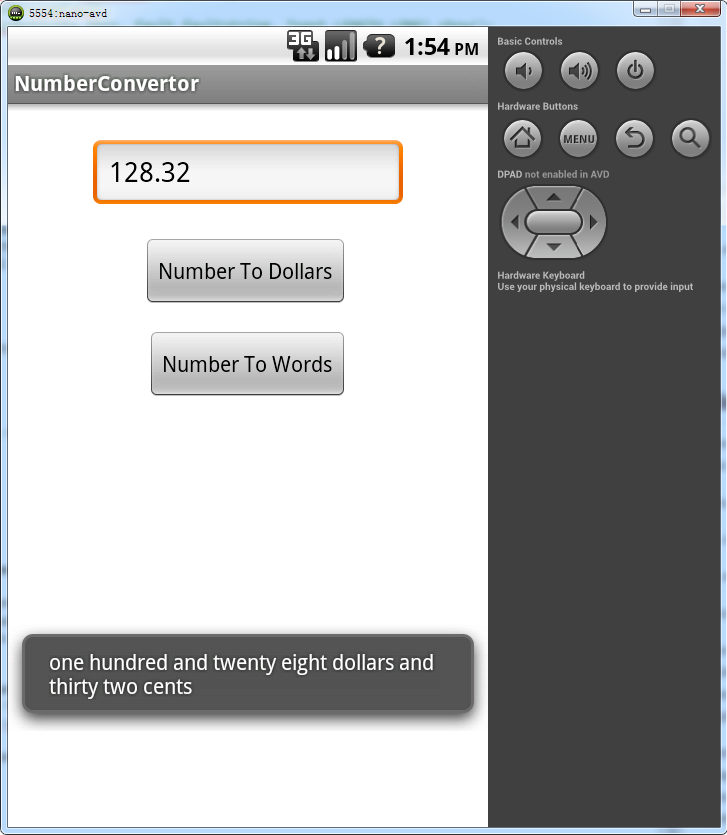 5554:nano-avd
3G
?
1:54 PM
NumberConvertor
128.32
Number To Dollars
Number To Words
one hundred and twenty eight dollars and
thirty two cents
Basic Controls
Hardware Buttons
MENU
DPAD not enabled in AVD
Hardware Keyboard
Use your physical keyboard to provide input